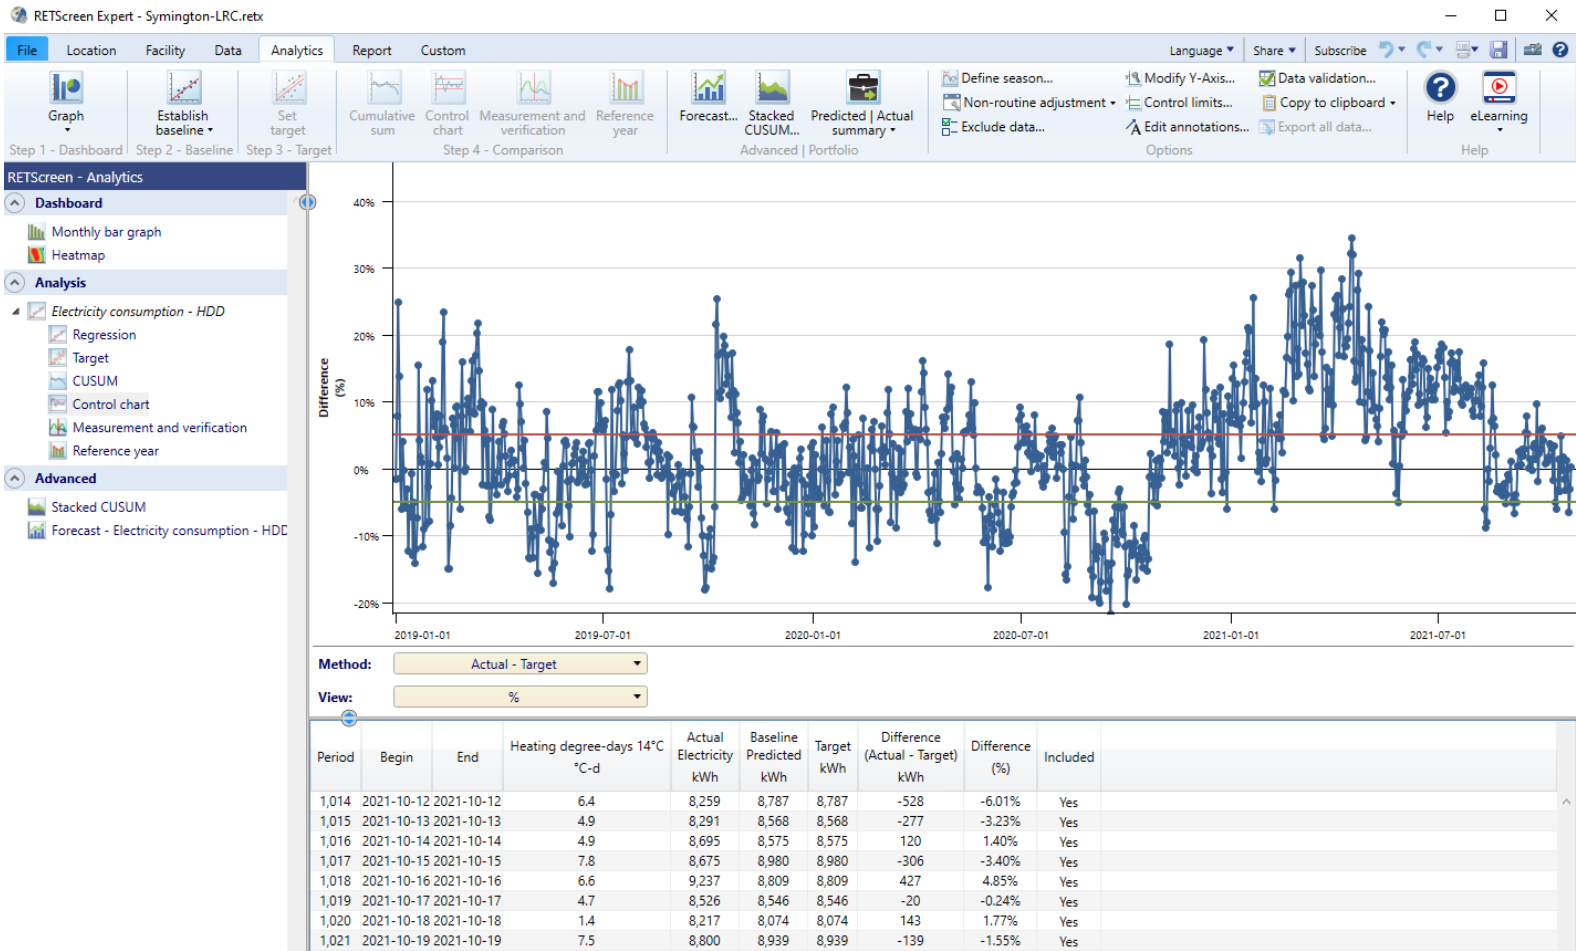 RETScreen Expert - Symington-LRC.retx
File Location Facility Data Analytics Report Custom Language Share Subscribe
Graph
Establish baseline
Set target
Cumulative sum
Control chart
Measurement and verification
Reference year
Forecast...
Stacked CUSUM...
Predicted | Actual summary
Define season...
Non-routine adjustment
Exclude data...
Modify Y-Axis...
Control limits...
Edit annotations...
Data validation...
Copy to clipboard
Export all data...
Help
eLearning
Step 1 - Dashboard Step 2 - Baseline Step 3 - Target Step 4 - Comparison Advanced | Portfolio Options Help
RETScreen - Analytics
Dashboard
Monthly bar graph
Heatmap
Analysis
Electricity consumption - HDD
Regression
Target
CUSUM
Control chart
Measurement and verification
Reference year
Advanced
Stacked CUSUM
Forecast - Electricity consumption - HDD
Difference
(%)
40%
30%
20%
10%
0%
-10%
-20%
2019-01-01 2019-07-01 2020-01-01 2020-07-01 2021-01-01 2021-07-01
Method: Actual - Target
View: %
Period Begin End Heating degree-days 14°C °C-d Actual Electricity kWh Baseline Predicted kWh Target kWh Difference (Actual - Target) kWh Difference (%) Included
1,014 2021-10-12 2021-10-12 6.4 8,259 8,787 8,787 -528 -6.01% Yes
1,015 2021-10-13 2021-10-13 4.9 8,291 8,568 8,568 -277 -3.23% Yes
1,016 2021-10-14 2021-10-14 4.9 8,695 8,575 8,575 120 1.40% Yes
1,017 2021-10-15 2021-10-15 7.8 8,675 8,980 8,980 -306 -3.40% Yes
1,018 2021-10-16 2021-10-16 6.6 9,237 8,809 8,809 427 4.85% Yes
1,019 2021-10-17 2021-10-17 4.7 8,526 8,546 8,546 -20 -0.24% Yes
1,020 2021-10-18 2021-10-18 1.4 8,217 8,074 8,074 143 1.77% Yes
1,021 2021-10-19 2021-10-19 7.5 8,800 8,939 8,939 -139 -1.55% Yes